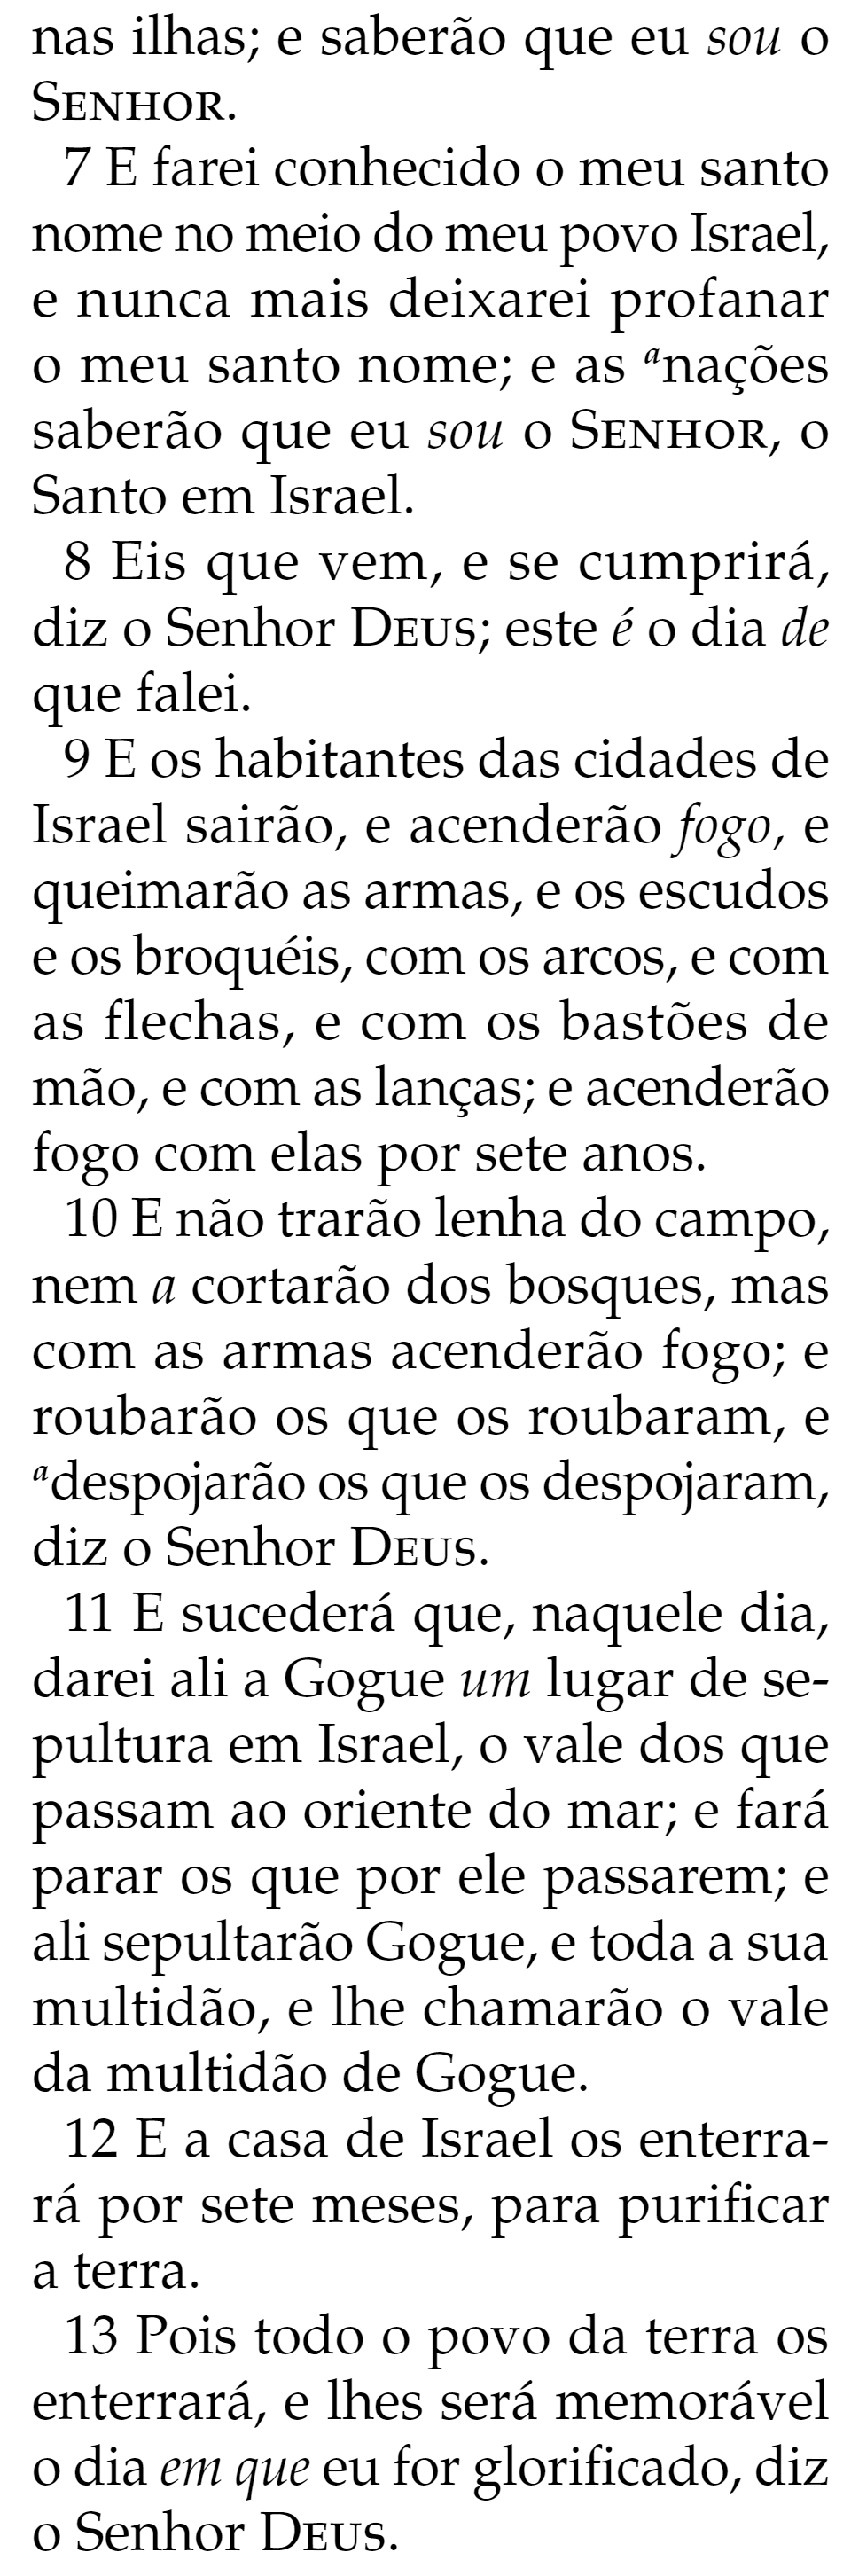 nas ilhas; e saberão que eu sou o
SENHOR.
7 E farei conhecido o meu santo
nome no meio do meu povo Israel,
e nunca mais deixarei profanar
o meu santo nome; e as ᵃnações
saberão que eu sou o SENHOR, o
Santo em Israel.
8 Eis que vem, e se cumprirá,
diz o Senhor DEUS; este é o dia de
que falei.
9 E os habitantes das cidades de
Israel sairão, e acenderão fogo, e
queimarão as armas, e os escudos
e os broquéis, com os arcos, e com
as flechas, e com os bastões de
mão, e com as lanças; e acenderão
fogo com elas por sete anos.
10 E não trarão lenha do campo,
nem a cortarão dos bosques, mas
com as armas acenderão fogo; e
roubarão os que os roubaram, e
ᵃdespojarão os que os despojaram,
diz o Senhor DEUS.
11 E sucederá que, naquele dia,
darei ali a Gogue um lugar de se-
pultura em Israel, o vale dos que
passam ao oriente do mar; e fará
parar os que por ele passarem; e
ali sepultarão Gogue, e toda a sua
multidão, e lhe chamarão o vale
da multidão de Gogue.
12 E a casa de Israel os enterra-
rá por sete meses, para purificar
a terra.
13 Pois todo o povo da terra os
enterrará, e lhes será memorável
o dia em que eu for glorificado, diz
o Senhor DEUS.